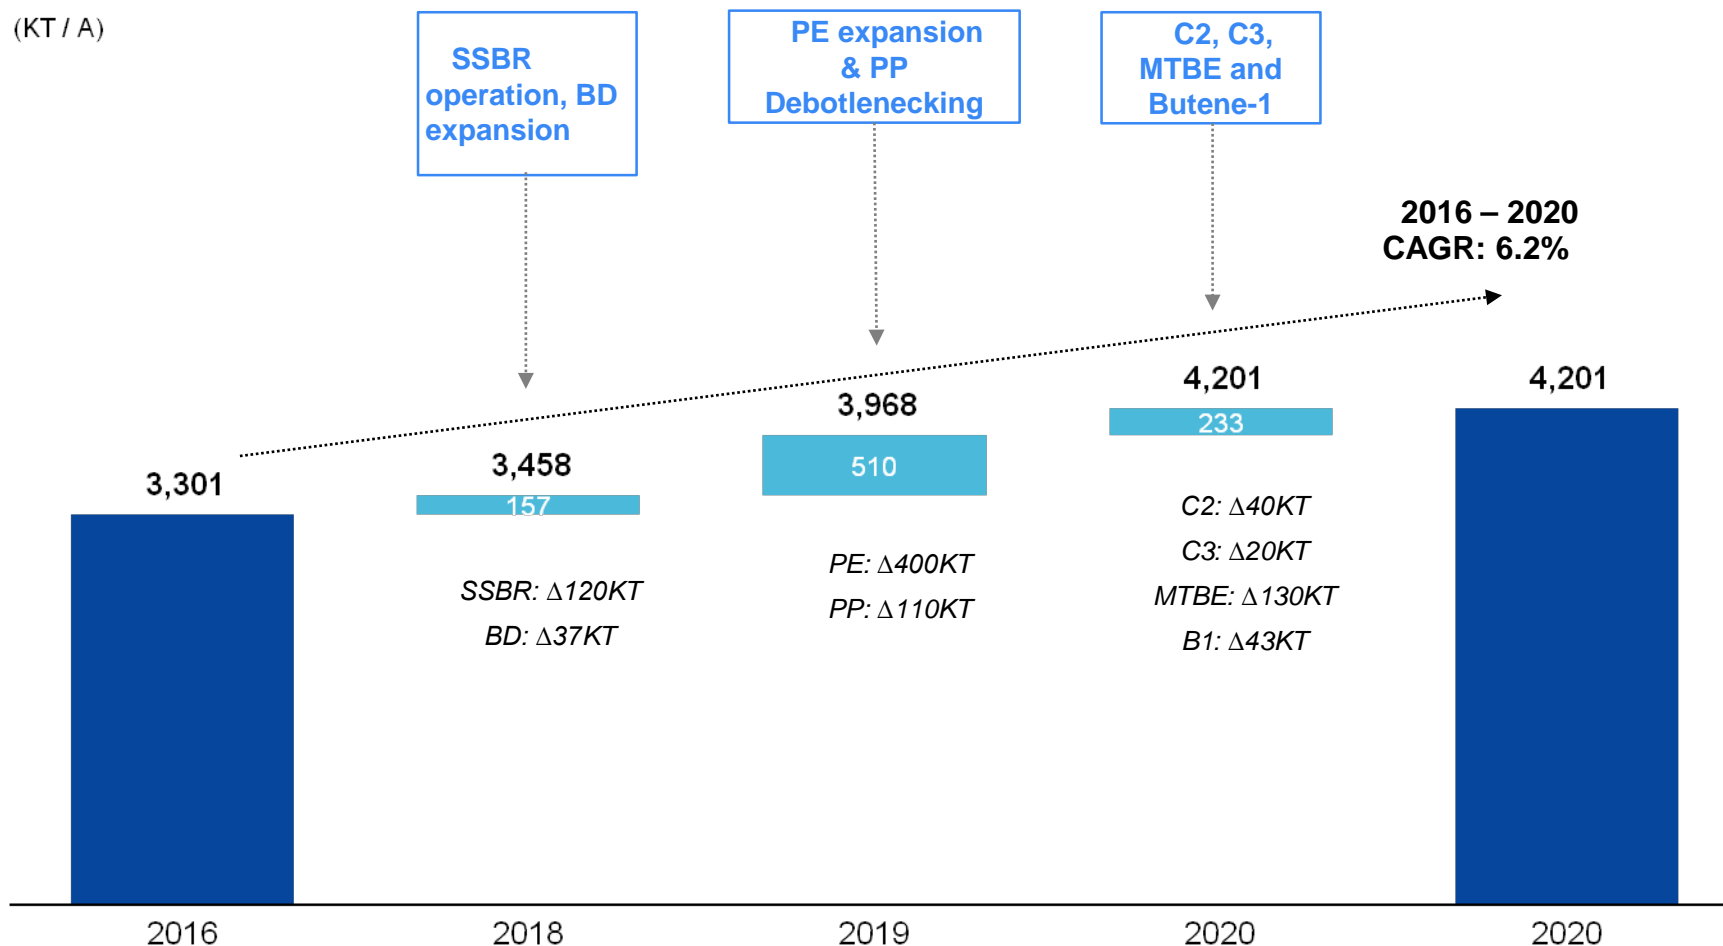 (KT / A)
SSBR
operation, BD
expansion
PE expansion
& PP
Debotlenecking
C2, C3,
MTBE and
Butene-1
2016 – 2020
CAGR: 6.2%
3,301
3,458
157
SSBR: ∆120KT
BD: ∆37KT
3,968
510
PE: ∆400KT
PP: ∆110KT
4,201
233
C2: ∆40KT
C3: ∆20KT
MTBE: ∆130KT
B1: ∆43KT
4,201
2016
2018
2019
2020
2020